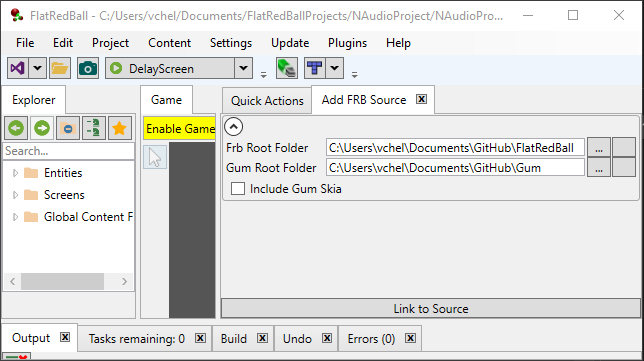 FlatRedBall - C:/Users/vchel/Documents/FlatRedBallProjects/NAudioProject/NAudioPro...
File Edit Project Content Settings Update Plugins Help
DelayScreen
Explorer
Game
Quick Actions
Add FRB Source
Enable Game
Search...
Entities
Screens
Global Content F
Frb Root Folder C:\Users\vchel\Documents\GitHub\FlatRedBall ...
Gum Root Folder C:\Users\vchel\Documents\GitHub\Gum ...
Include Gum Skia
Link to Source
Output Tasks remaining: 0 Build Undo Errors (0)